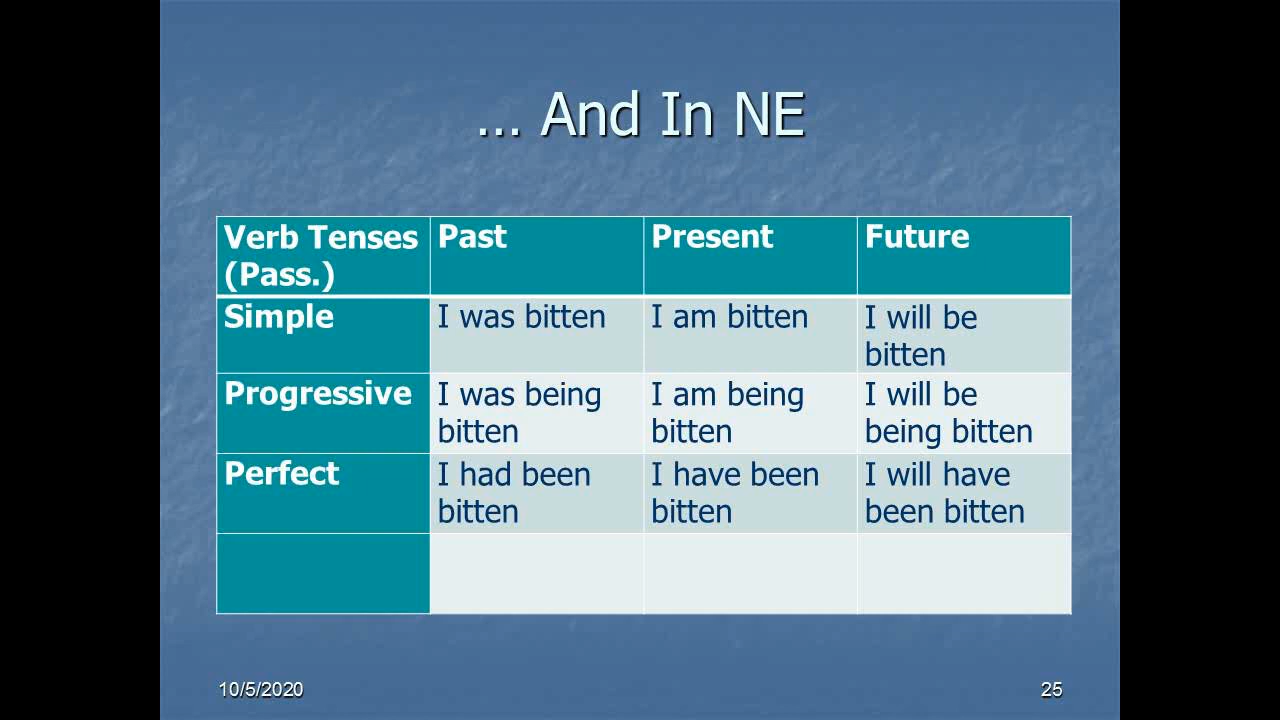 ... And In NE
Verb Tenses Past Present Future
(Pass.)
Simple I was bitten I am bitten I will be
bitten
Progressive I was being I am being I will be
bitten bitten being bitten
Perfect I had been I have been I will have
bitten bitten been bitten
10/5/2020 25